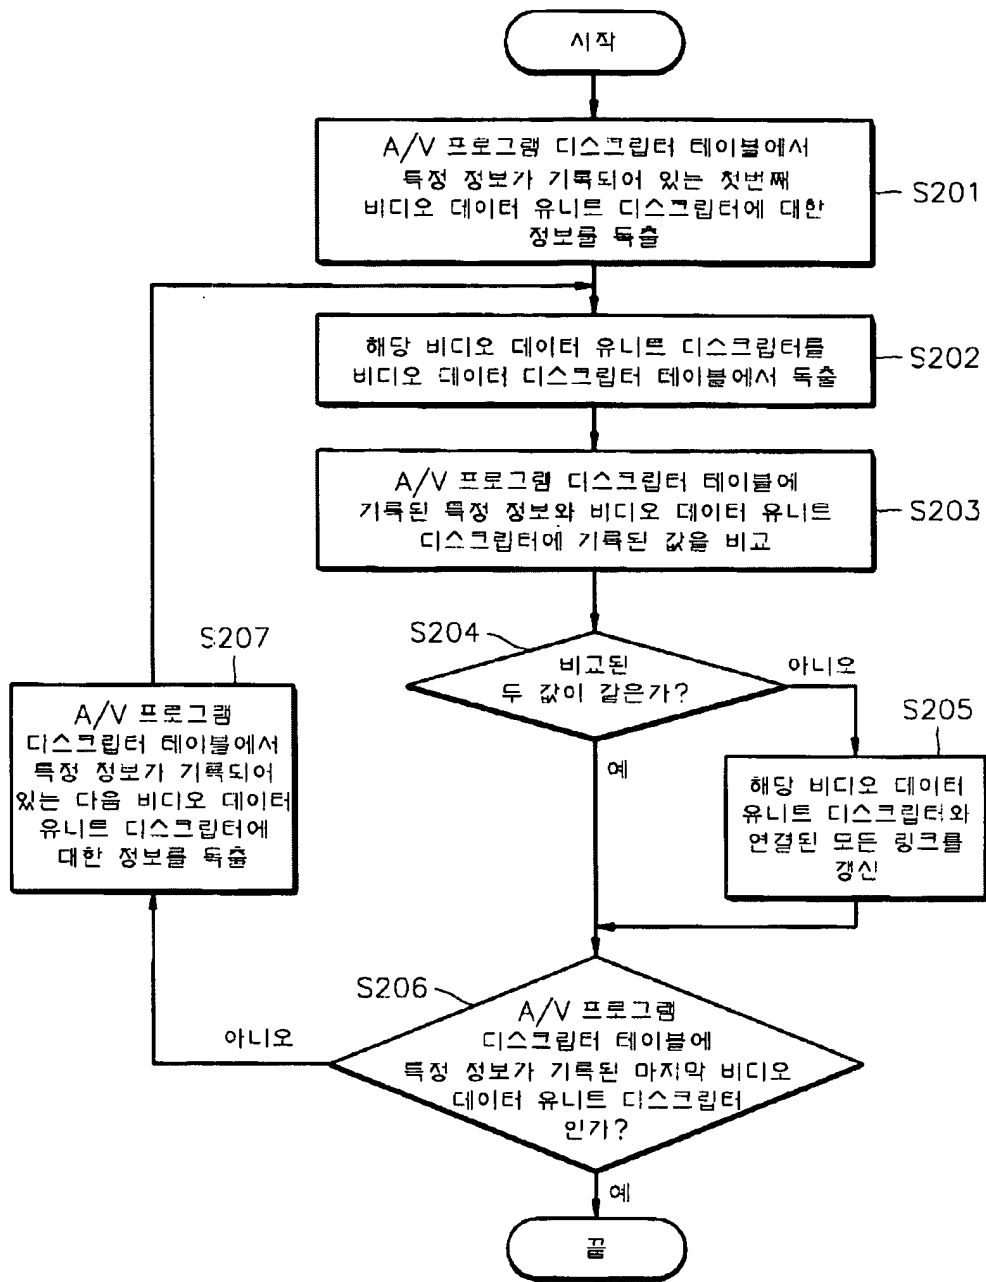 시작
A/V 프로그램 디스크립터 테이블에서
특정 정보가 기록되어 있는 첫번째
비디오 데이터 유니트 디스크립터에 대한
정보를 독출
S201
해당 비디오 데이터 유니트 디스크립터를
비디오 데이터 디스크립터 테이블에서 독출
S202
A/V 프로그램 디스크립터 테이블에
기록된 특정 정보와 비디오 데이터 유니트
디스크립터에 기록된 값을 비교
S203
S204
비교된
두 값이 같은가?
아니오
예
S205
해당 비디오 데이터
유니트 디스크립터와
연결된 모든 링크를
갱신
S207
A/V 프로그램
디스크립터 테이블에서
특정 정보가 기록되어
있는 다음 비디오 데이터
유니트 디스크립터에
대한 정보를 독출
S206
A/V 프로그램
디스크립터 테이블에
특정 정보가 기록된 마지막 비디오
데이터 유니트 디스크립터
인가?
아니오
예
끝